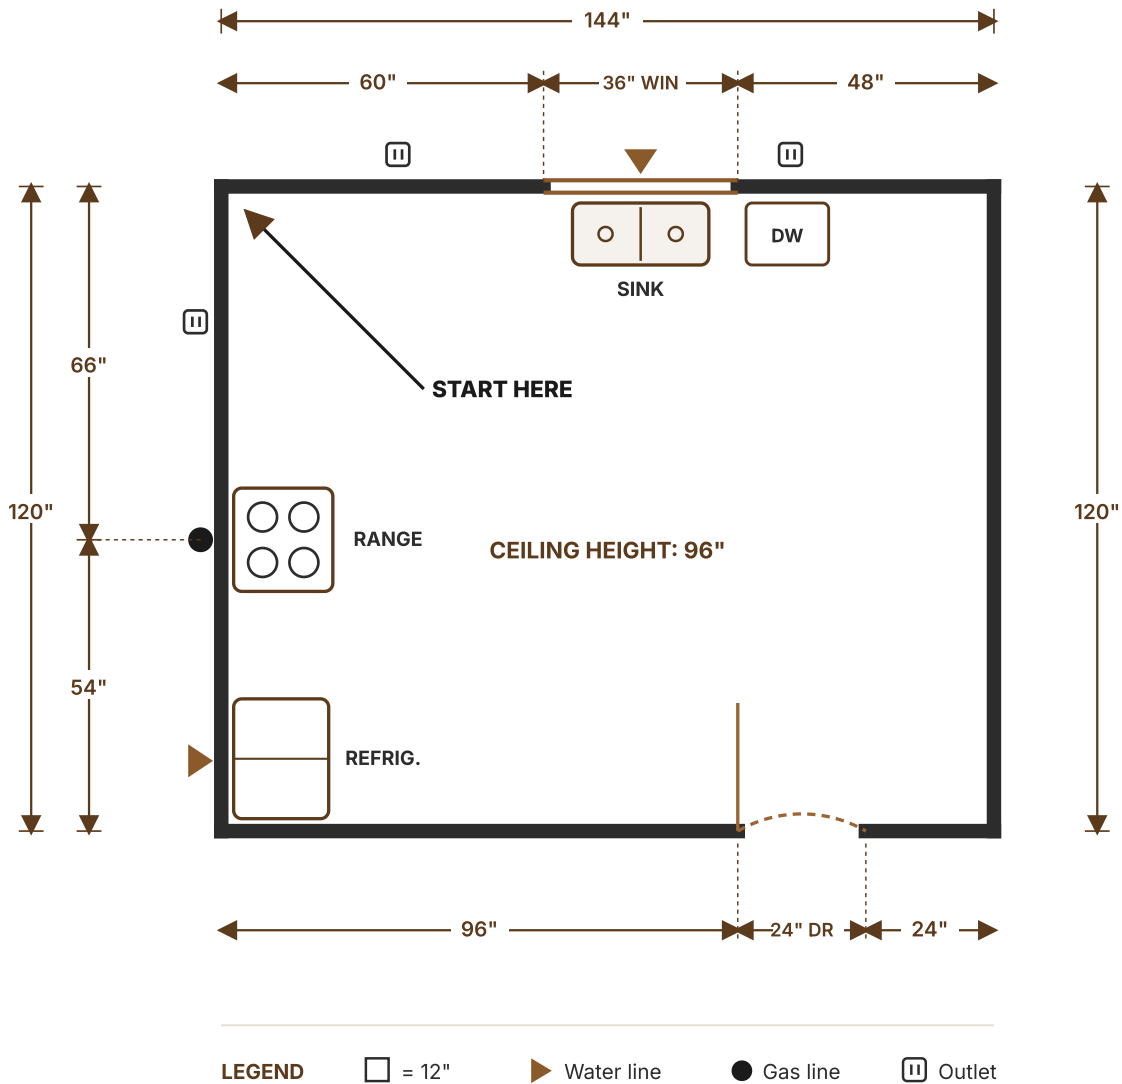 144"
60"
36" WIN
48"
DW
SINK
66"
START HERE
120"
120"
RANGE
CEILING HEIGHT: 96"
54"
REFRIG.
96"
24" DR
24"
LEGEND
= 12"
Water line
Gas line
Outlet